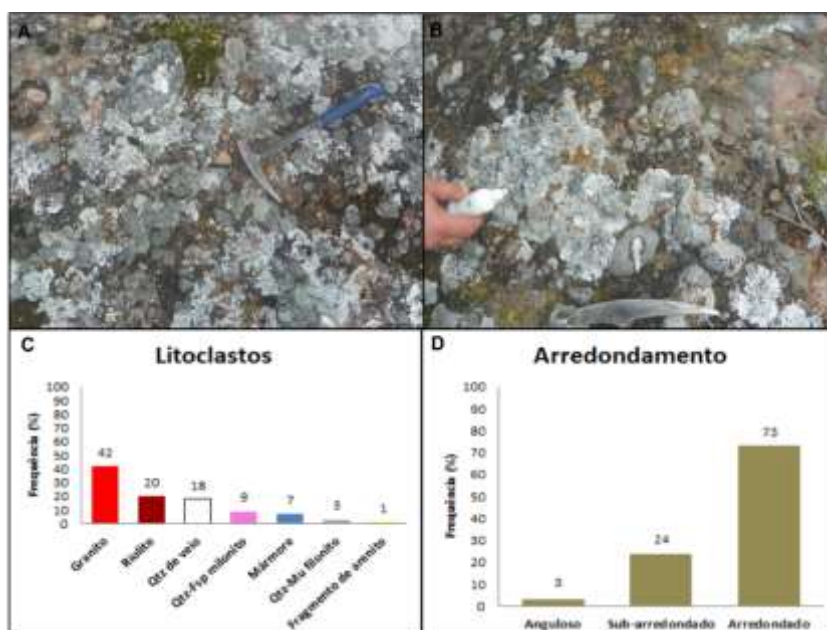 A
B
C
Litoclastos
Frequência (%)
100
90
80
70
60
50
40
30
20
10
0
42
20
18
9
7
3
1
Granito
Riolito
Qtz de veio
Qtz-Fsp milonito
Mármore
Qtz-Mu filonito
Fragmento de arenito
D
Arredondamento
Frequência (%)
100
90
80
70
60
50
40
30
20
10
0
3
24
73
Anguloso
Sub-arredondado
Arredondado